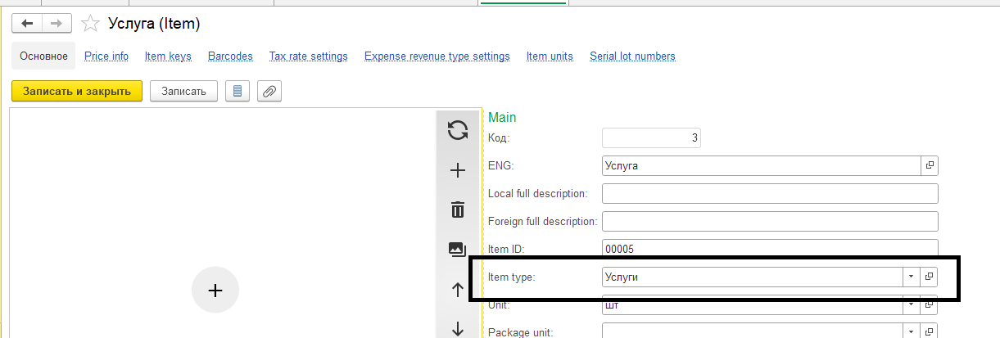 Услуга (Item)
Основное Price info Item keys Barcodes Tax rate settings Expense revenue type settings Item units Serial lot numbers
Записать и закрыть Записать
Main
Код: 3
ENG: Услуга
Local full description:
Foreign full description:
Item ID: 00005
Item type: Услуги
Unit: шт
Package unit: